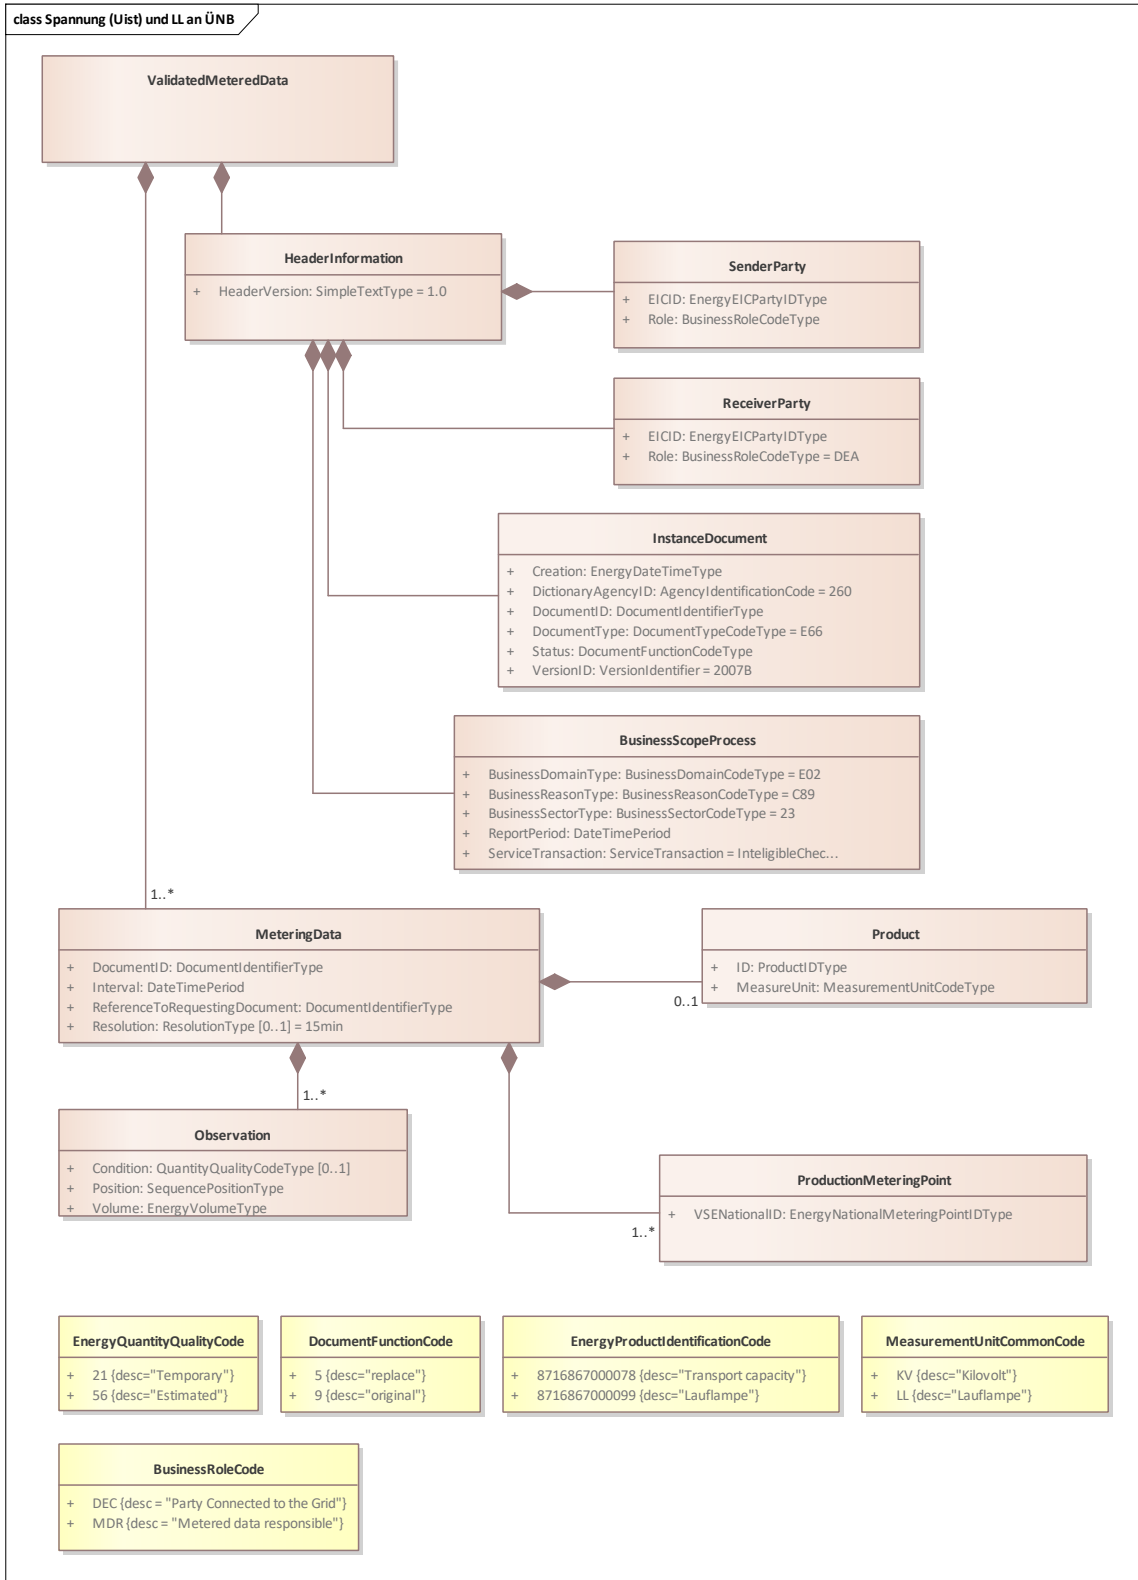 class Spannung (Uist) und LL an ÜNB
ValidatedMeteredData
HeaderInformation
+ HeaderVersion: SimpleTextType = 1.0
SenderParty
+ EICID: EnergyEICPartyIDType
+ Role: BusinessRoleCodeType
ReceiverParty
+ EICID: EnergyEICPartyIDType
+ Role: BusinessRoleCodeType = DEA
InstanceDocument
+ Creation: EnergyDateTimeType
+ DictionaryAgencyID: AgencyIdentificationCode = 260
+ DocumentID: DocumentIdentifierType
+ DocumentType: DocumentTypeCodeType = E66
+ Status: DocumentFunctionCodeType
+ VersionID: VersionIdentifier = 2007B
BusinessScopeProcess
+ BusinessDomainType: BusinessDomainCodeType = E02
+ BusinessReasonType: BusinessReasonCodeType = C89
+ BusinessSectorType: BusinessSectorCodeType = 23
+ ReportPeriod: DateTimePeriod
+ ServiceTransaction: ServiceTransaction = InteligibleChec...
1..*
MeteringData
+ DocumentID: DocumentIdentifierType
+ Interval: DateTimePeriod
+ ReferenceToRequestingDocument: DocumentIdentifierType
+ Resolution: ResolutionType [0..1] = 15min
Product
+ ID: ProductIDType
+ MeasureUnit: MeasurementUnitCodeType
0..1
1..*
Observation
+ Condition: QuantityQualityCodeType [0..1]
+ Position: SequencePositionType
+ Volume: EnergyVolumeType
ProductionMeteringPoint
+ VSENationalID: EnergyNationalMeteringPointIDType
1..*
EnergyQuantityQualityCode
+ 21 {desc="Temporary"}
+ 56 {desc="Estimated"}
DocumentFunctionCode
+ 5 {desc="replace"}
+ 9 {desc="original"}
EnergyProductIdentificationCode
+ 8716867000078 {desc="Transport capacity"}
+ 8716867000099 {desc="Lauflampe"}
MeasurementUnitCommonCode
+ KV {desc="Kilovolt"}
+ LL {desc="Lauflampe"}
BusinessRoleCode
+ DEC {desc = "Party Connected to the Grid"}
+ MDR {desc = "Metered data responsible"}